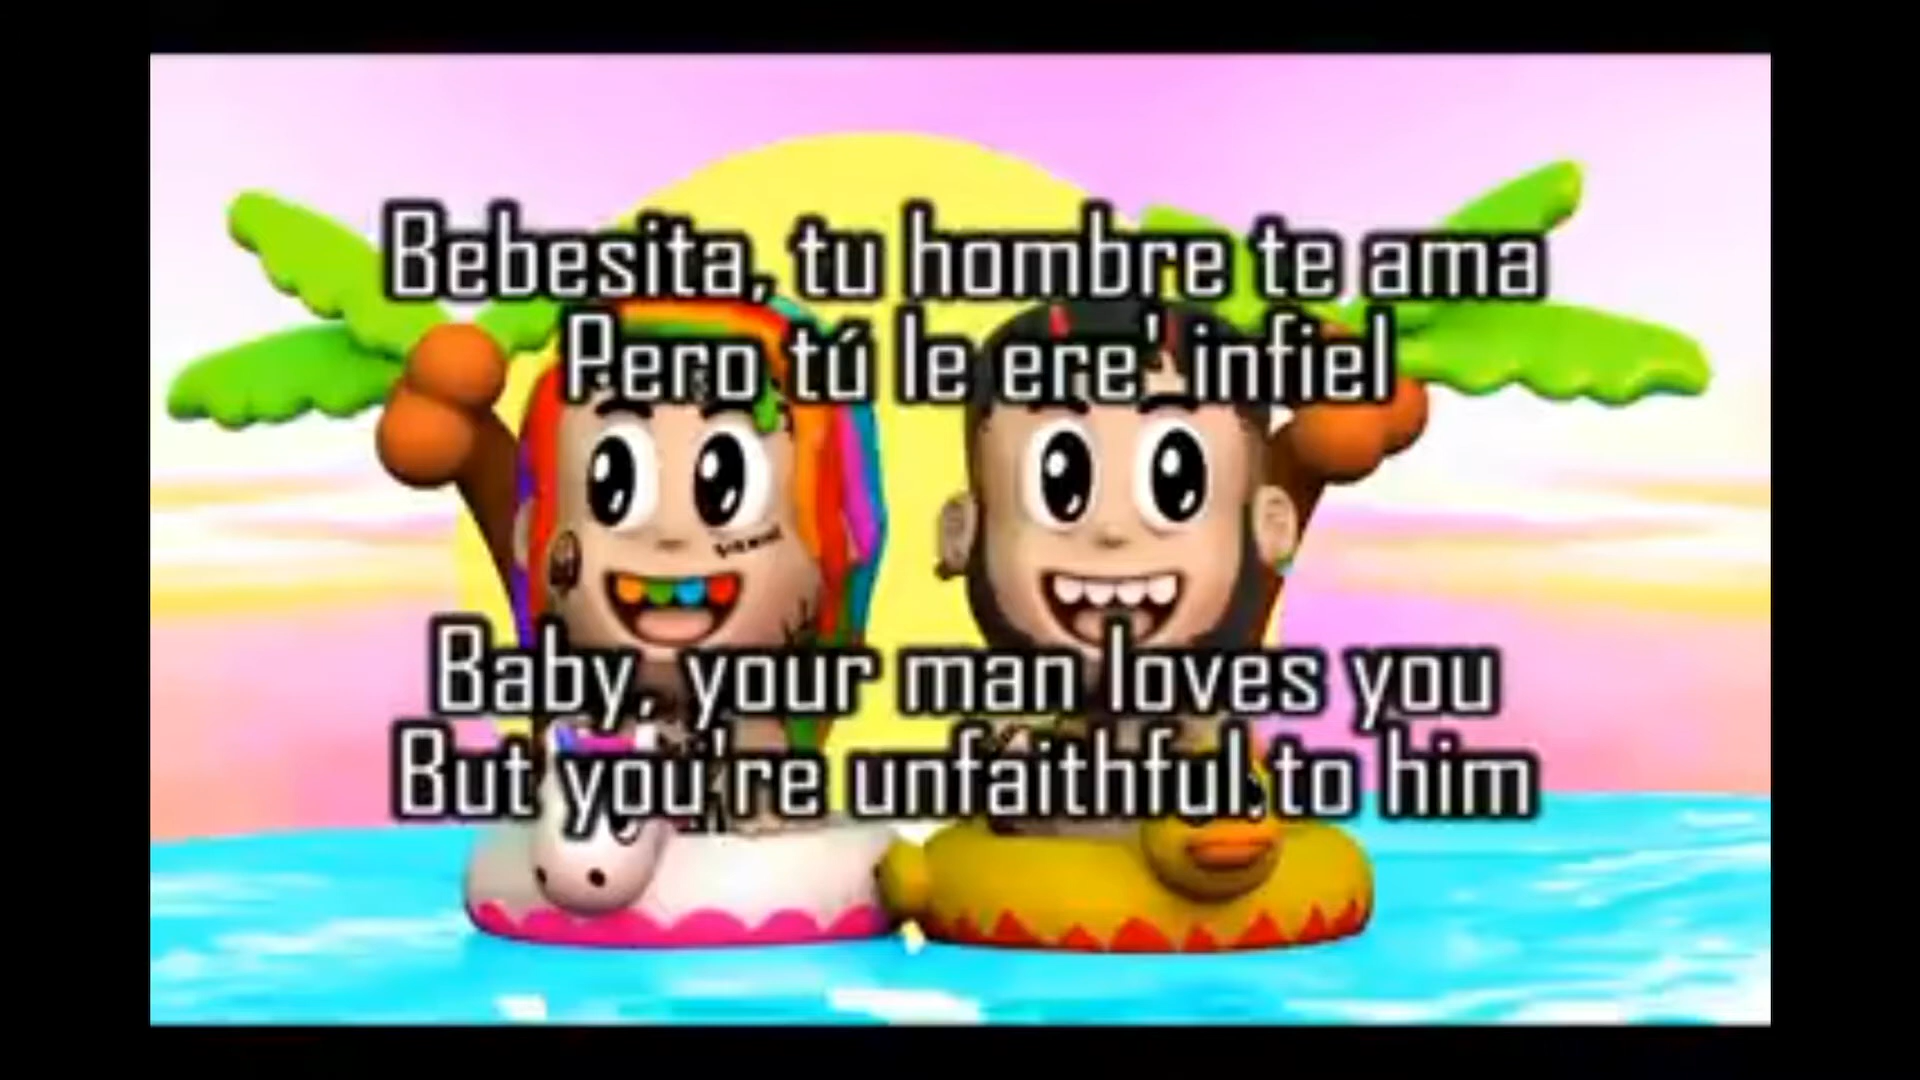 Bebesita, tu hombre te ama
Pero tú le ere' infiel
Baby, your man loves you
But you're unfaithful to him